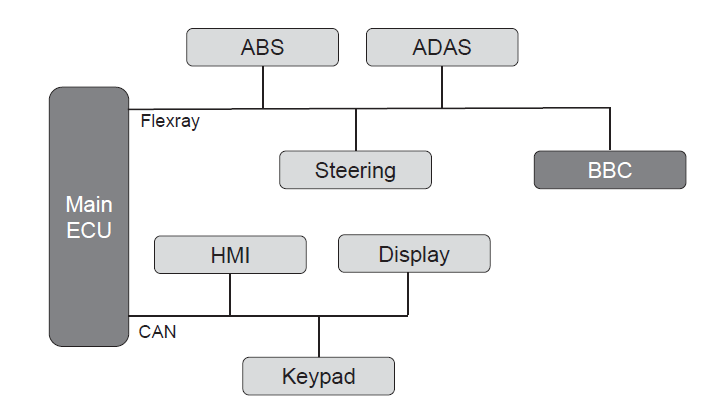 ABS
ADAS
Flexray
Steering
BBC
Main
ECU
HMI
Display
CAN
Keypad